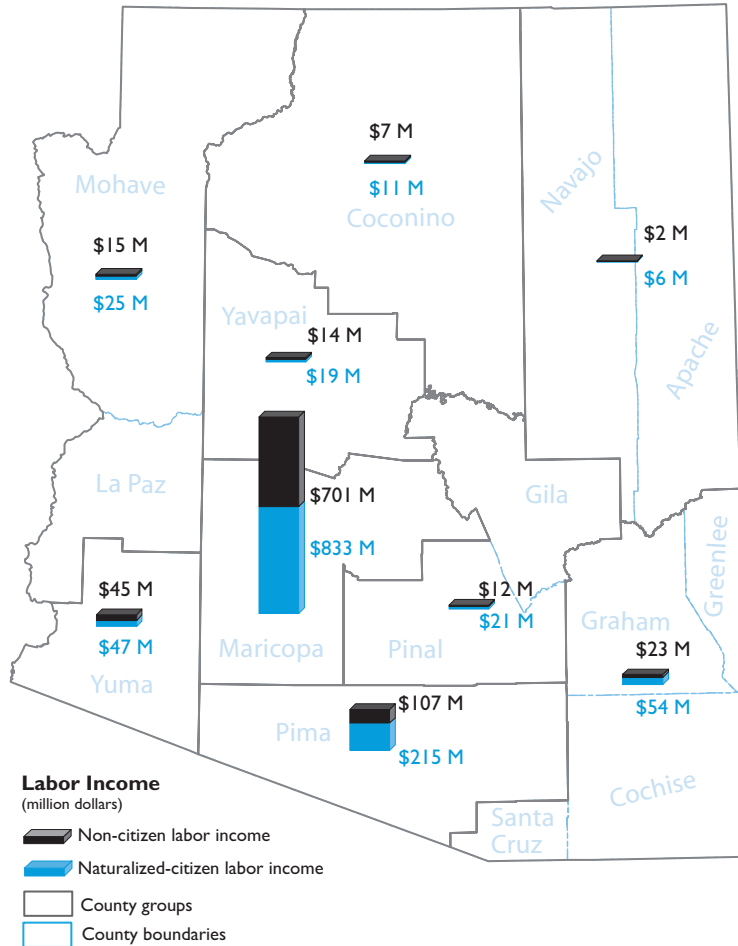 $7 M
Navajo
Mohave
$11 M
Coconino
$15 M
$2 M
$25 M
$6 M
Yavapai
$14 M
Apache
$19 M
La Paz
$701 M
Gila
$833 M
Greenlee
$45 M
$12 M
$47 M
$21 M
Graham
Maricopa
Pinal
$23 M
Yuma
$107 M
$54 M
Pima
$215 M
Cochise
Labor Income
(million dollars)
Non-citizen labor income
Naturalized-citizen labor income
County groups
County boundaries
Santa
Cruz